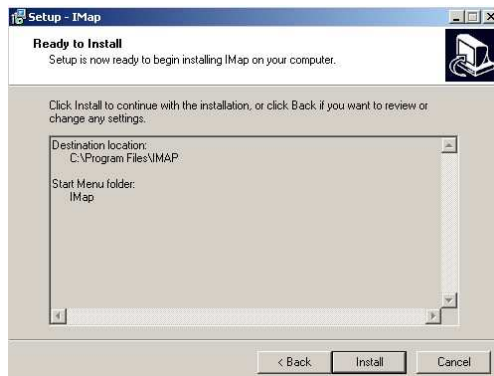 Setup - IMap
Ready to Install
Setup is now ready to begin installing IMap on your computer.
Click Install to continue with the installation, or click Back if you want to review or
change any settings.
Destination location:
C:\Program Files\IMAP
Start Menu folder:
IMap
< Back
Install
Cancel